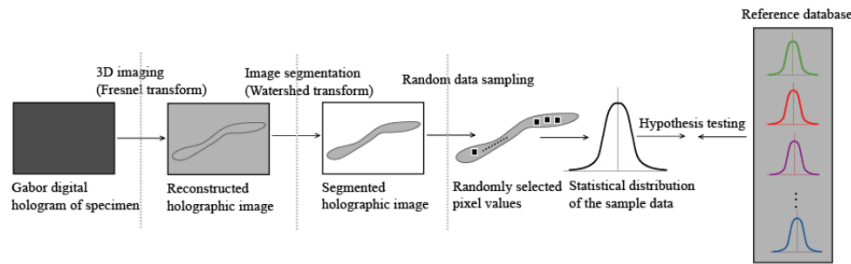 Reference database
3D imaging
(Fresnel transform)
Image segmentation
(Watershed transform)
Random data sampling
Hypothesis testing
Gabor digital
hologram of specimen
Reconstructed
holographic image
Segmented
holographic image
Randomly selected
pixel values
Statistical distribution
of the sample data